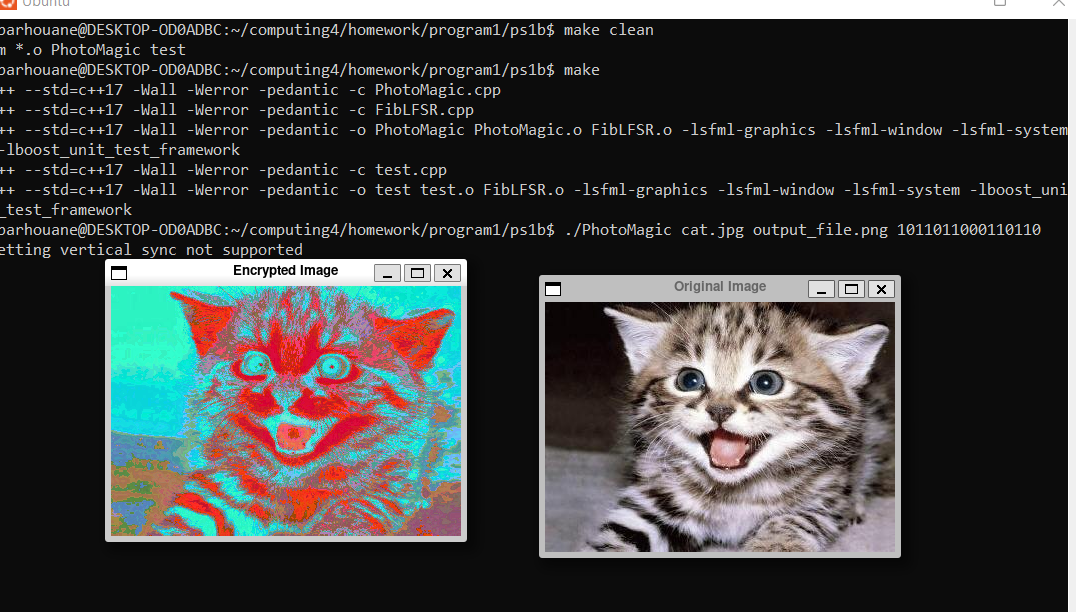 Ubuntu
parhouane@DESKTOP-OD0ADBC:~/computing4/homework/program1/ps1b$ make clean
m *.o PhotoMagic test
parhouane@DESKTOP-OD0ADBC:~/computing4/homework/program1/ps1b$ make
++ --std=c++17 -Wall -Werror -pedantic -c PhotoMagic.cpp
++ --std=c++17 -Wall -Werror -pedantic -c FibLFSR.cpp
++ --std=c++17 -Wall -Werror -pedantic -o PhotoMagic PhotoMagic.o FibLFSR.o -lsfml-graphics -lsfml-window -lsfml-system
-lboost_unit_test_framework
++ --std=c++17 -Wall -Werror -pedantic -c test.cpp
++ --std=c++17 -Wall -Werror -pedantic -o test test.o FibLFSR.o -lsfml-graphics -lsfml-window -lsfml-system -lboost_uni
_test_framework
parhouane@DESKTOP-OD0ADBC:~/computing4/homework/program1/ps1b$ ./PhotoMagic cat.jpg output_file.png 1011011000110110
etting vertical sync not supported
Encrypted Image
Original Image